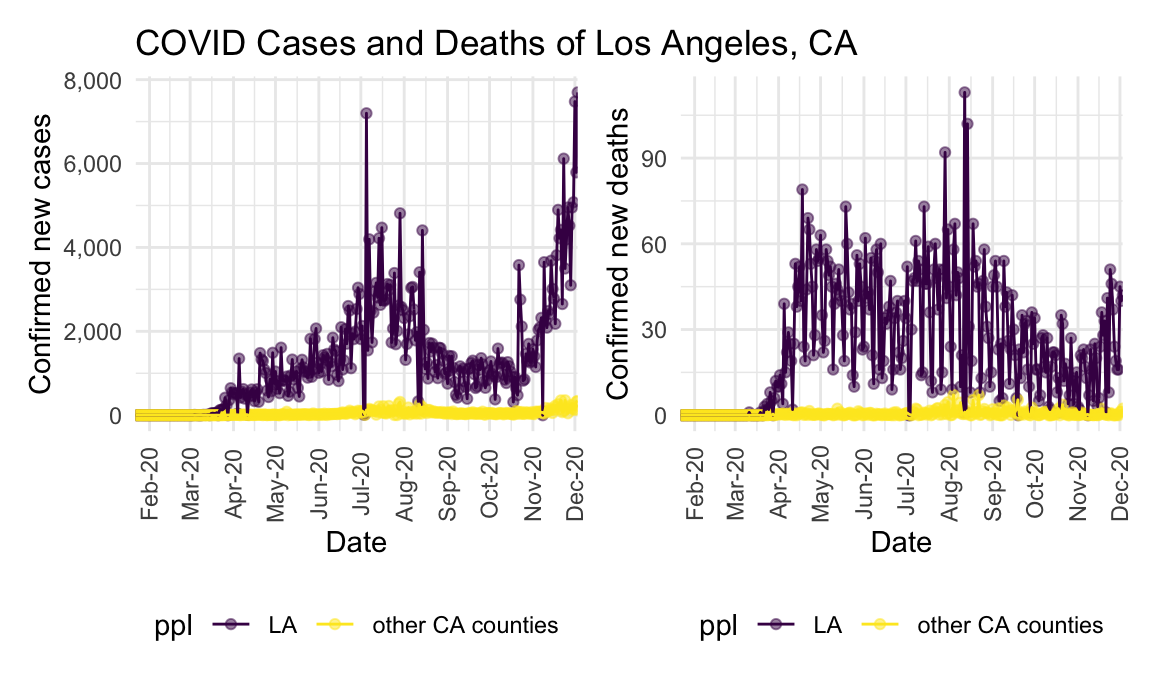 COVID Cases and Deaths of Los Angeles, CA
Confirmed new cases
8,000
6,000
4,000
2,000
0
Feb-20
Mar-20
Apr-20
May-20
Jun-20
Jul-20
Aug-20
Sep-20
Oct-20
Nov-20
Dec-20
Date
ppl LA other CA counties
Confirmed new deaths
90
60
30
0
Feb-20
Mar-20
Apr-20
May-20
Jun-20
Jul-20
Aug-20
Sep-20
Oct-20
Nov-20
Dec-20
Date
ppl LA other CA counties